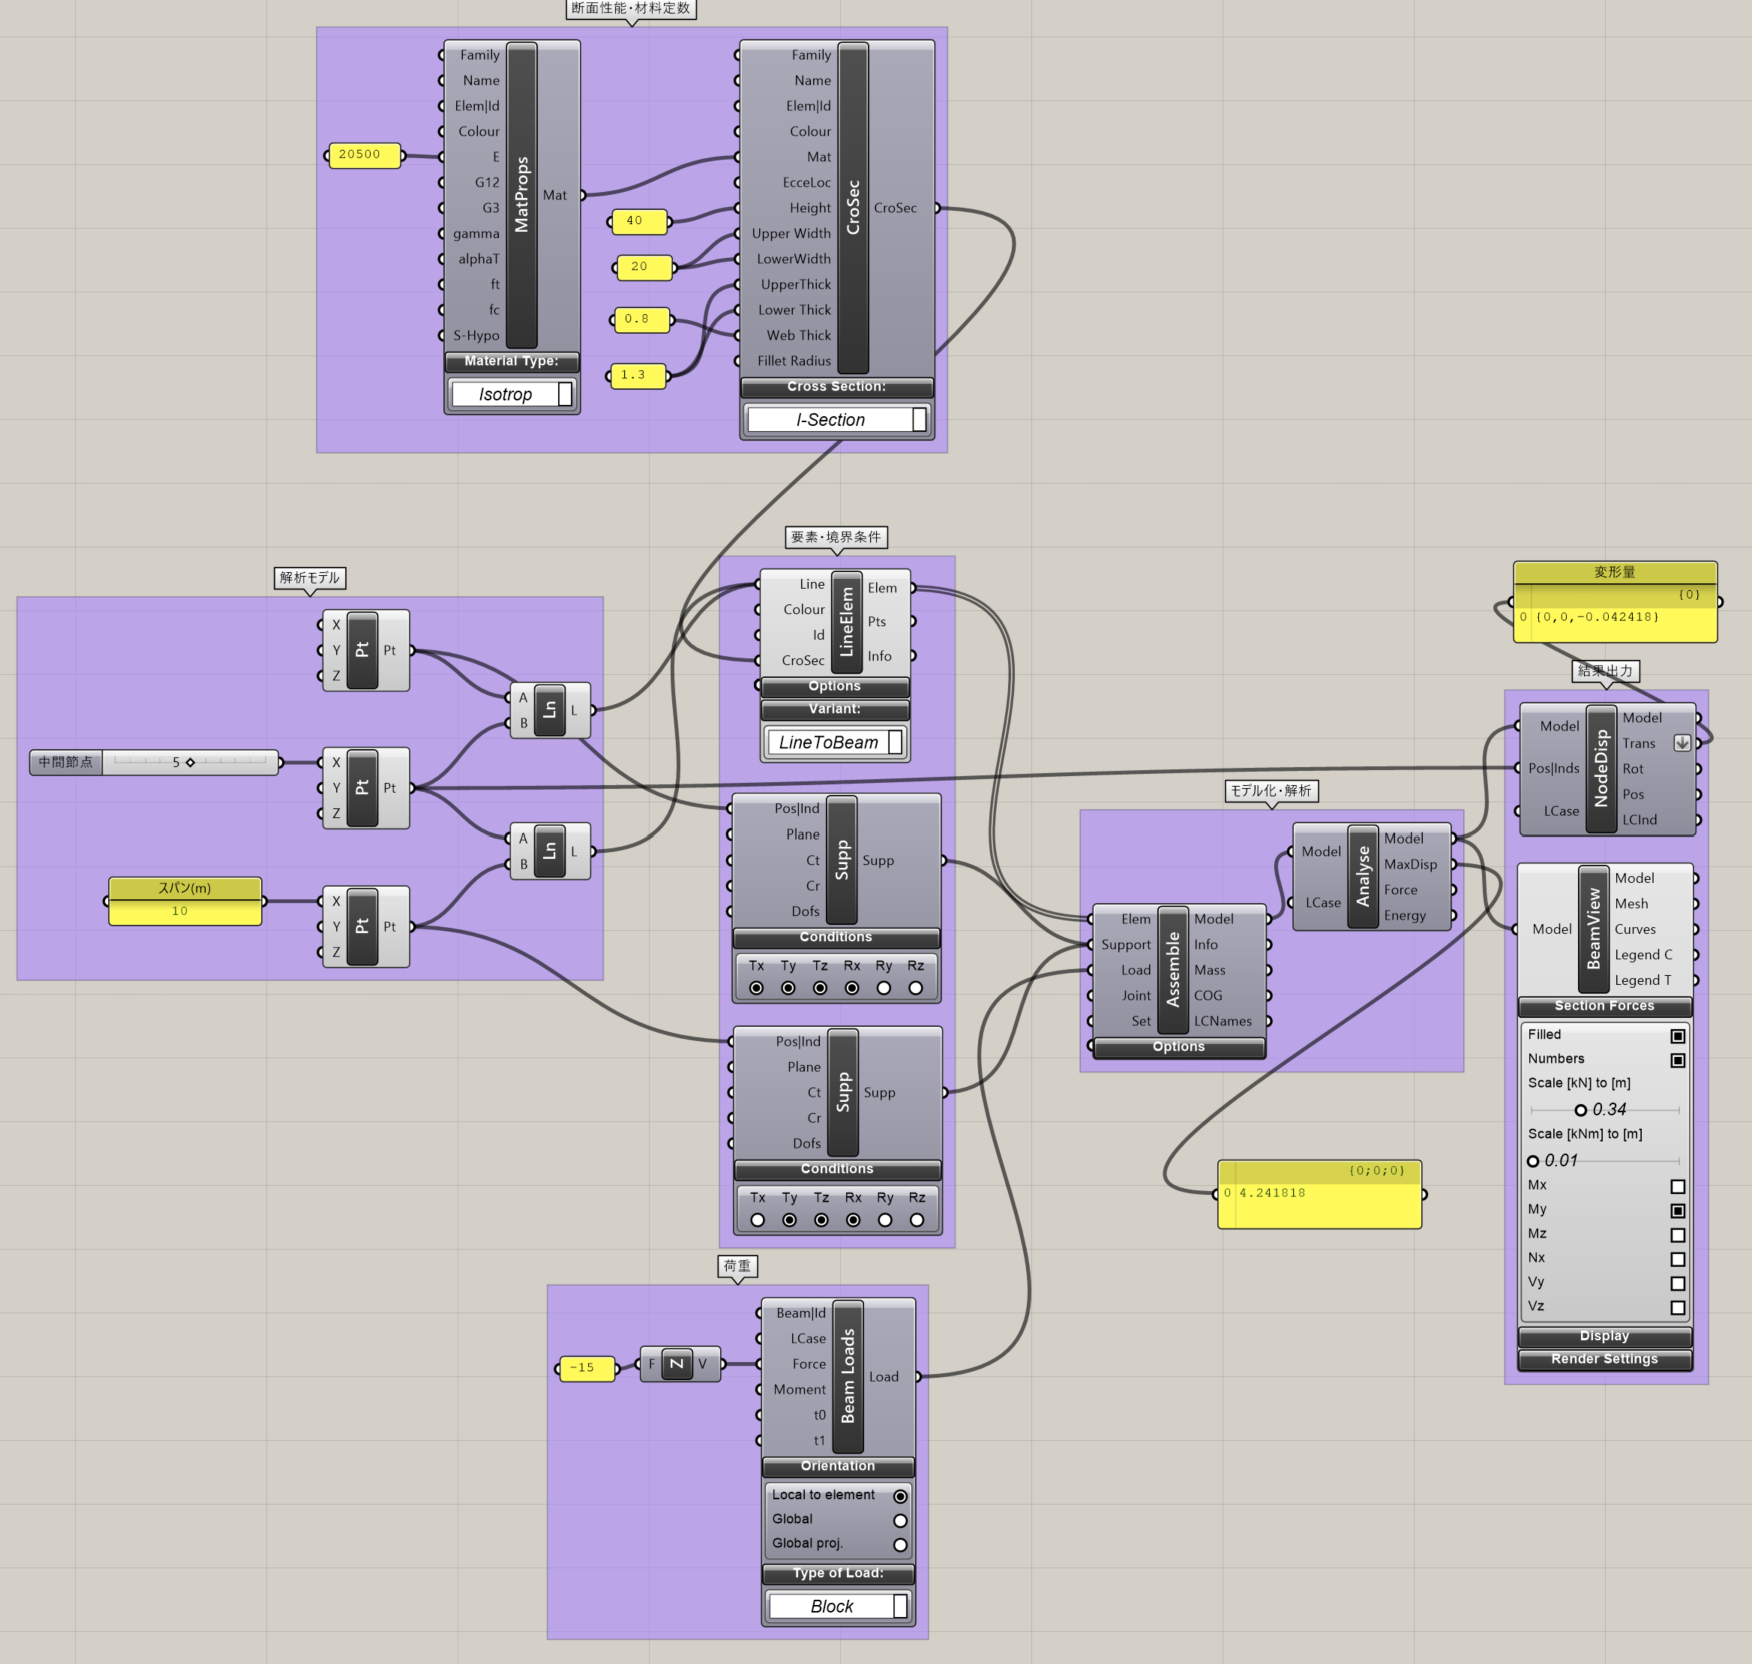 断面性能・材料定数
Family
Name
Elem|Id
Colour
E
G12
G3
gamma
alphaT
ft
fc
S-Hypo
MatProps
Mat
Material Type:
Isotrop
20500
40
20
0.8
1.3
Family
Name
Elem|Id
Colour
Mat
EcceLoc
Height
Upper Width
LowerWidth
UpperThick
Lower Thick
Web Thick
Fillet Radius
CroSec
CroSec
Cross Section:
I-Section
解析モデル
X
Y
Z
Pt
Pt
中間節点
5
X
Y
Z
Pt
Pt
スパン(m)
10
X
Y
Z
Pt
Pt
A
B
Ln
L
A
B
Ln
L
要素・境界条件
Line
Colour
Id
CroSec
LineElem
Elem
Pts
Info
Options
Variant:
LineToBeam
Pos|Ind
Plane
Ct
Cr
Dofs
Supp
Supp
Conditions
Tx Ty Tz Rx Ry Rz
Pos|Ind
Plane
Ct
Cr
Dofs
Supp
Supp
Conditions
Tx Ty Tz Rx Ry Rz
荷重
-15
F Z V
Beam|Id
LCase
Force
Moment
t0
t1
Beam Loads
Load
Orientation
Local to element
Global
Global proj.
Type of Load:
Block
モデル化・解析
Elem
Support
Load
Joint
Set
Assemble
Model
Info
Mass
COG
LCNames
Options
Model
LCase
Analyse
Model
MaxDisp
Force
Energy
{0;0;0}
0 4.241818
変形量
{0}
0 {0,0,-0.042418}
結果出力
Model
Pos|Inds
LCase
NodeDisp
Model
Trans
Rot
Pos
LCInd
Model
BeamView
Model
Mesh
Curves
Legend C
Legend T
Section Forces
Filled
Numbers
Scale [kN] to [m]
0.34
Scale [kNm] to [m]
0.01
Mx
My
Mz
Nx
Vy
Vz
Display
Render Settings